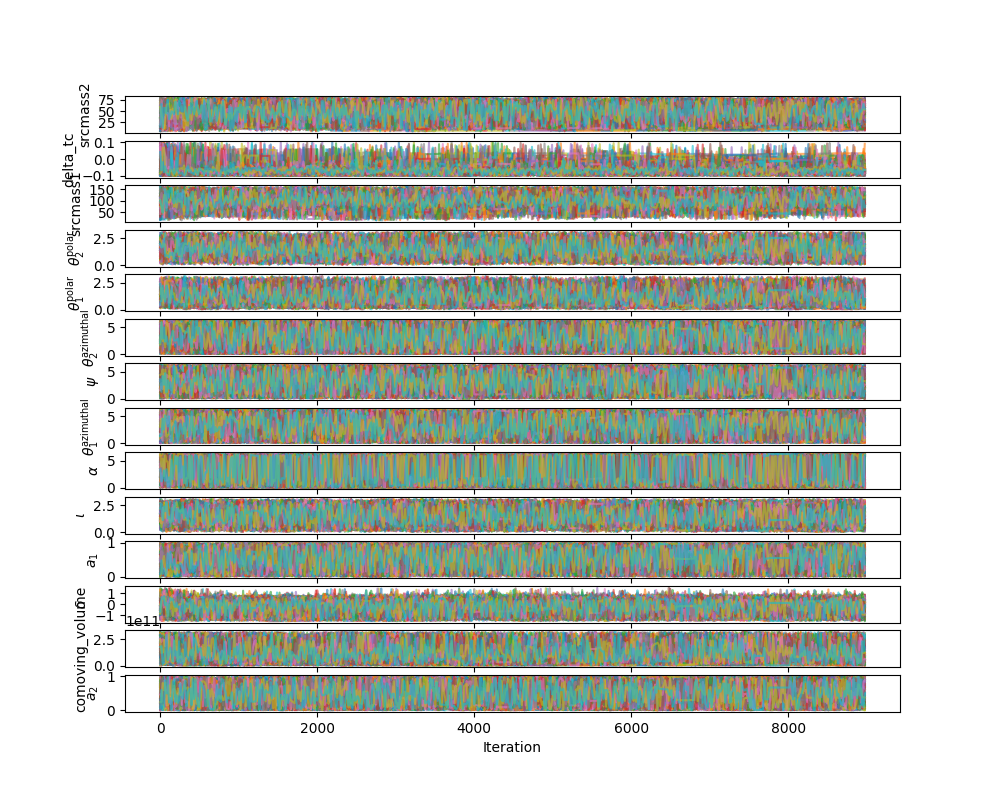 srcmass2
75
50
25
delta_tc
0.1
0.0
−0.1
srcmass1
150
100
50
θ₂^polar
2.5
0.0
θ₁^polar
2.5
0.0
θ₂^azimuthal
5
0
ψ
5
0
θ₁^azimuthal
5
0
α
5
0
ι
2.5
0.0
a₁
1
0
1
0
−1
comoving_volume
1e11
2.5
0.0
a₂
1
0
0 2000 4000 6000 8000
Iteration